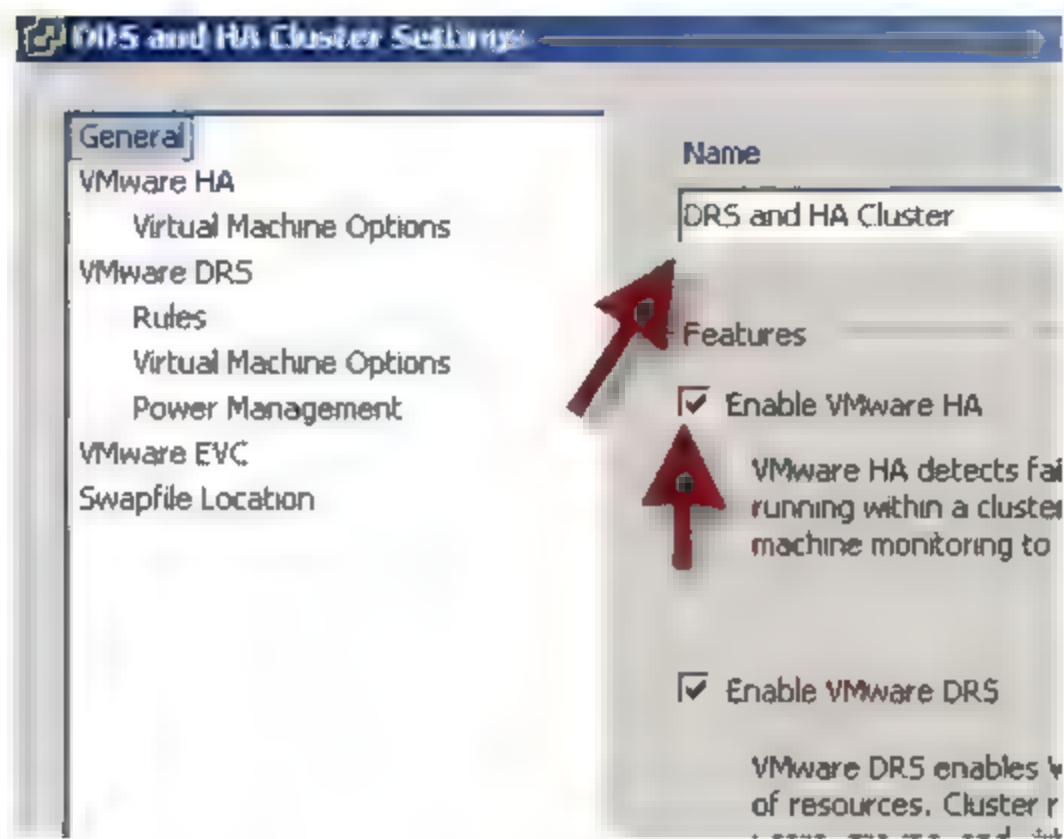 DRS and HA Cluster Settings
General
VMware HA
Virtual Machine Options
VMware DRS
Rules
Virtual Machine Options
Power Management
VMware EVC
Swapfile Location
Name
DRS and HA Cluster
Features
Enable VMware HA
VMware HA detects fai
running within a cluster
machine monitoring to
Enable VMware DRS
VMware DRS enables
of resources. Cluster r